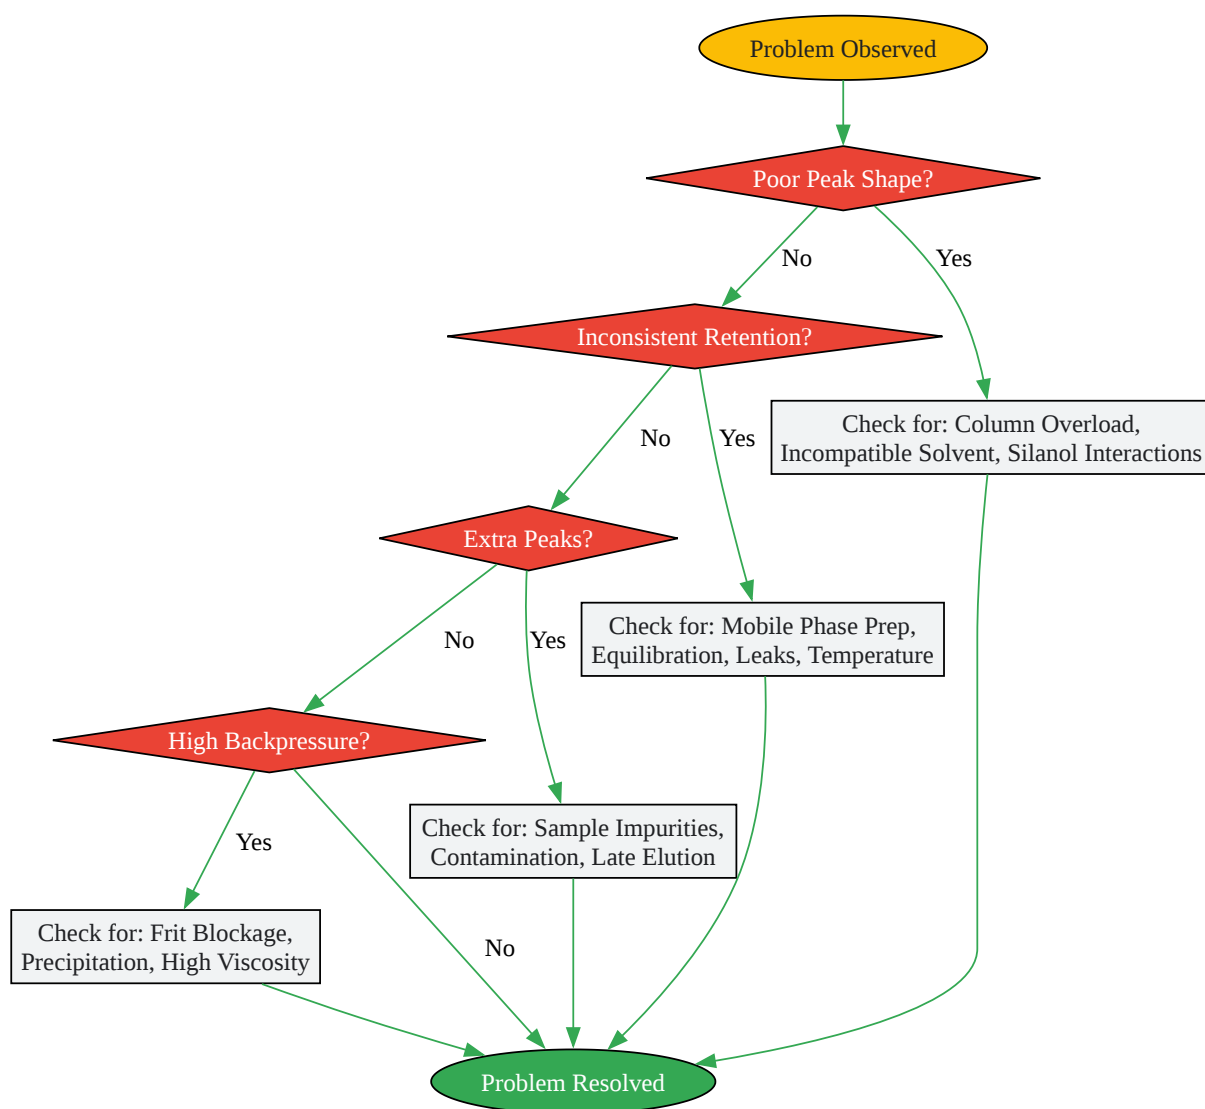 Problem Observed
Poor Peak Shape?
No
Yes
Inconsistent Retention?
Check for: Column Overload,
Incompatible Solvent, Silanol Interactions
No
Yes
Extra Peaks?
Check for: Mobile Phase Prep,
Equilibration, Leaks, Temperature
No
Yes
High Backpressure?
Check for: Sample Impurities,
Contamination, Late Elution
Yes
Check for: Frit Blockage,
Precipitation, High Viscosity
No
Problem Resolved